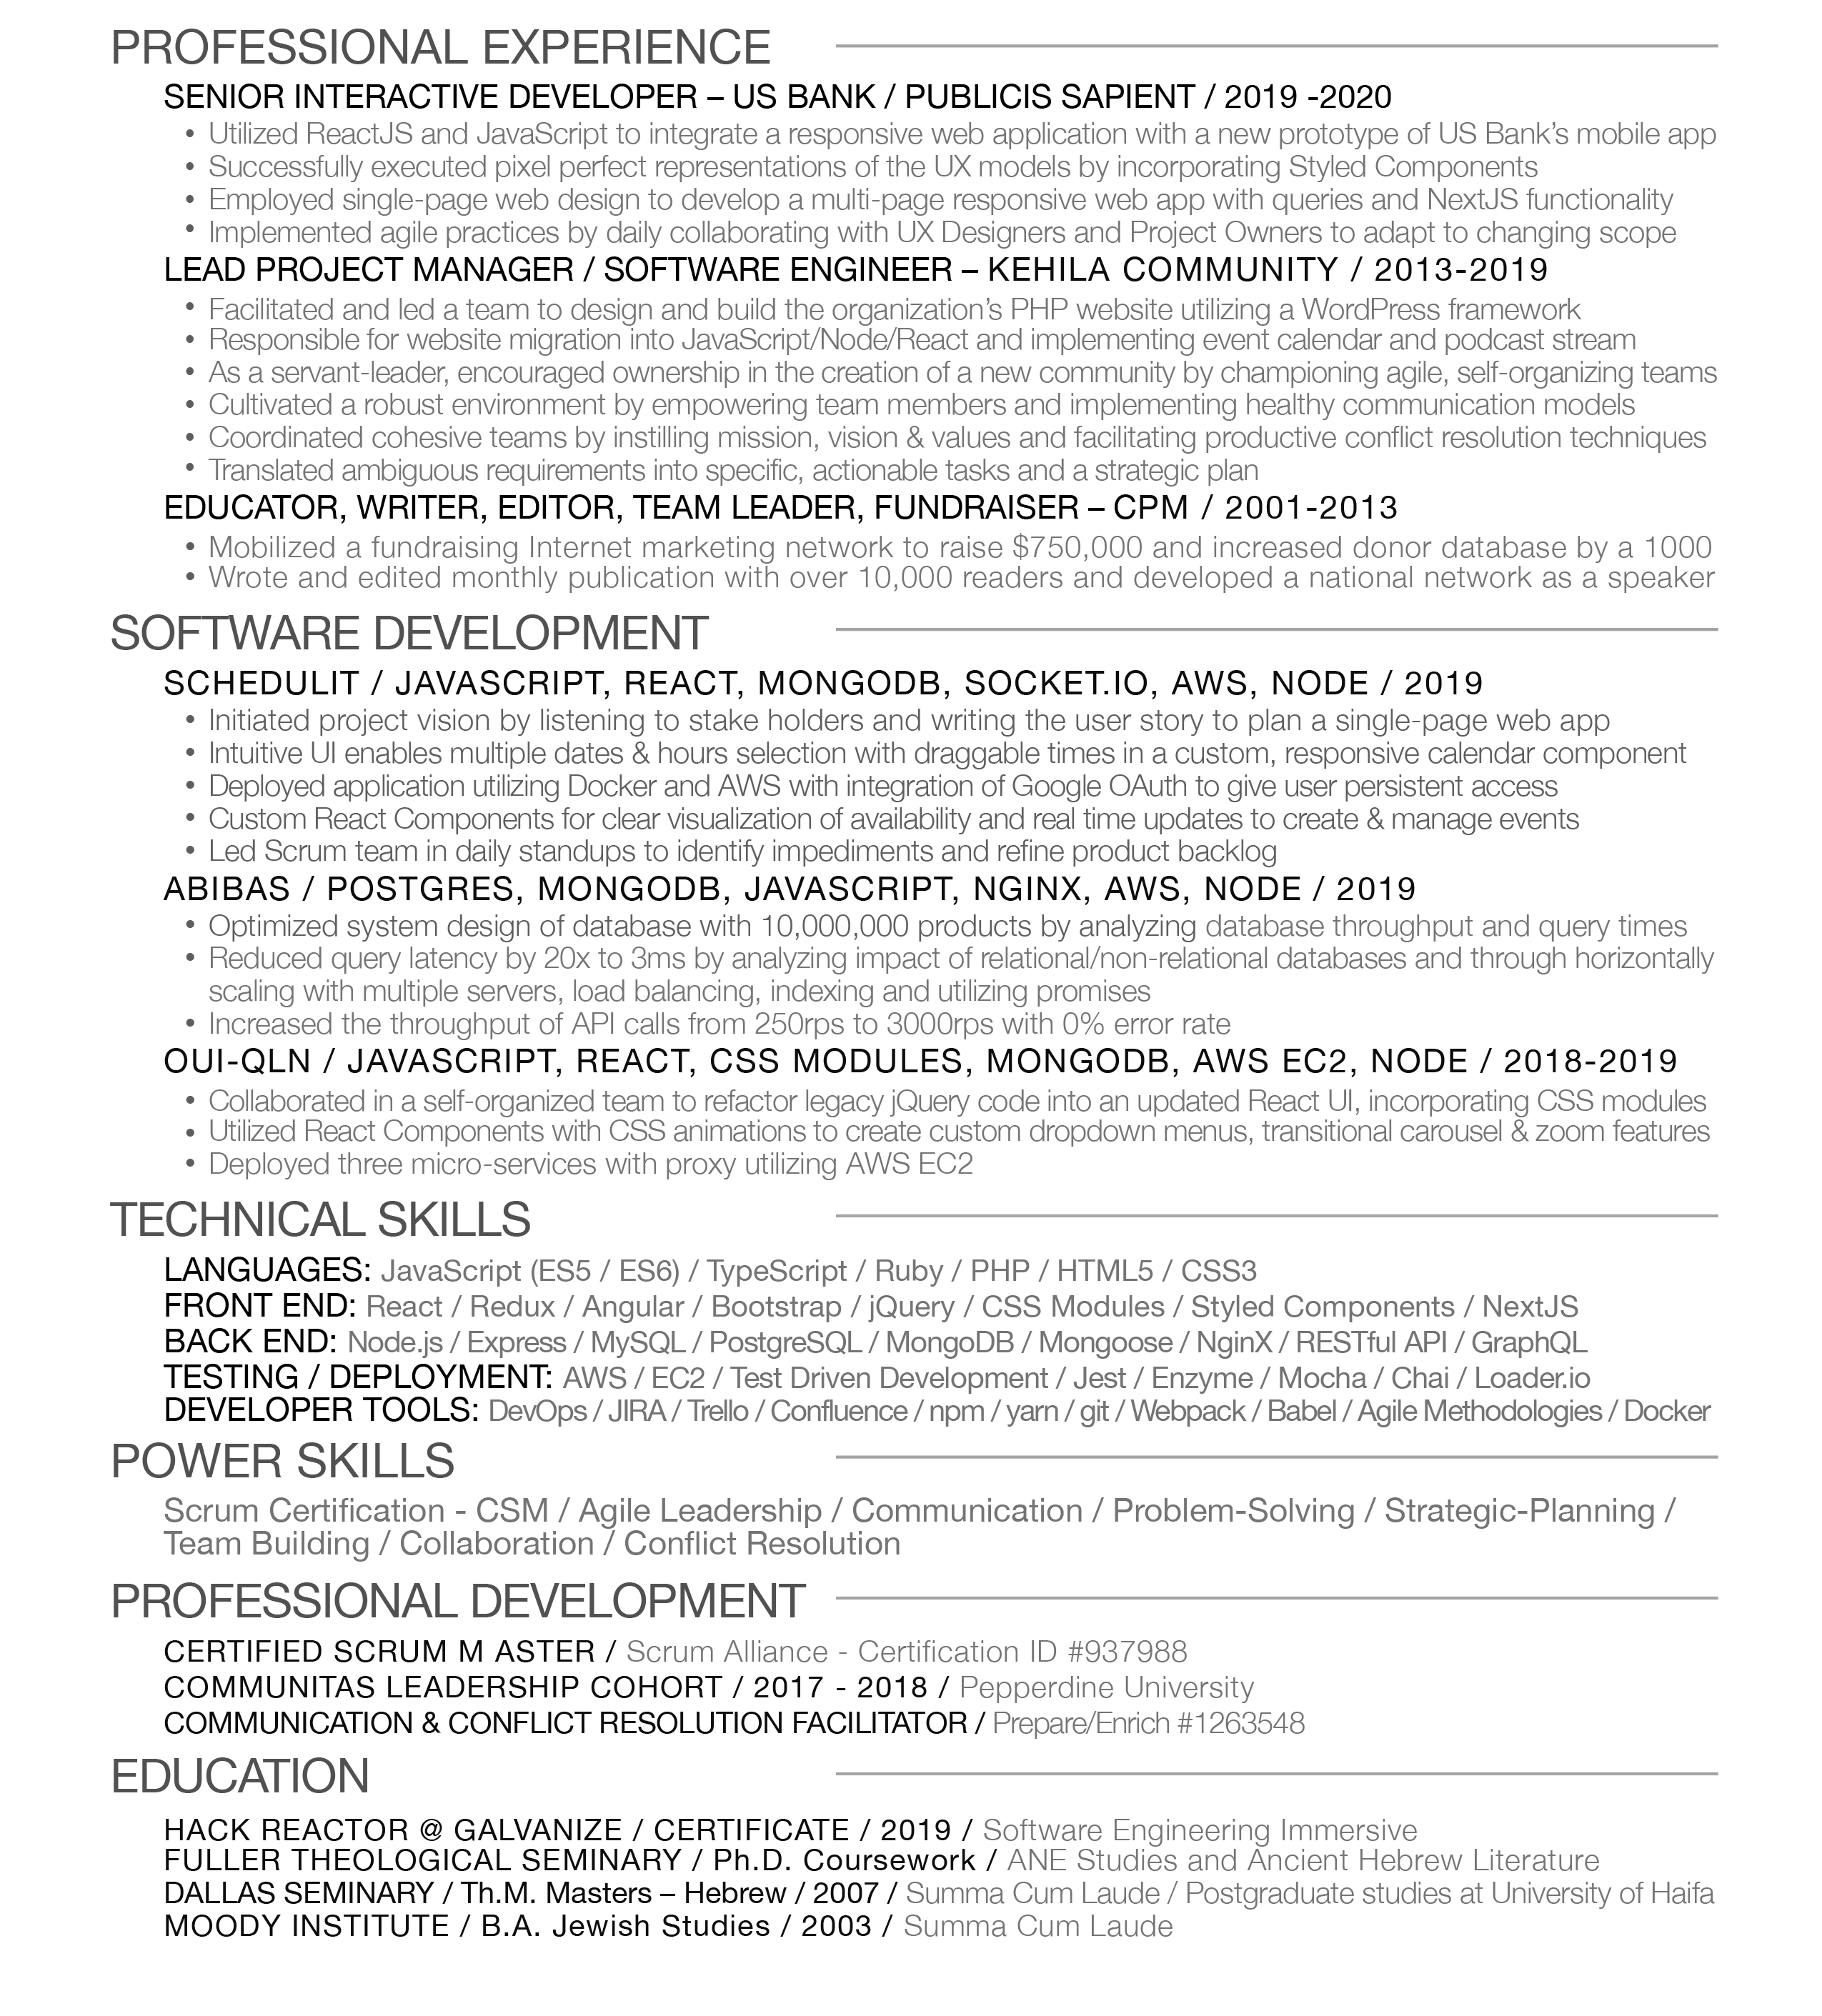 PROFESSIONAL EXPERIENCE
SENIOR INTERACTIVE DEVELOPER – US BANK / PUBLICIS SAPIENT / 2019 -2020
• Utilized ReactJS and JavaScript to integrate a responsive web application with a new prototype of US Bank’s mobile app
• Successfully executed pixel perfect representations of the UX models by incorporating Styled Components
• Employed single-page web design to develop a multi-page responsive web app with queries and NextJS functionality
• Implemented agile practices by daily collaborating with UX Designers and Project Owners to adapt to changing scope
LEAD PROJECT MANAGER / SOFTWARE ENGINEER – KEHILA COMMUNITY / 2013-2019
• Facilitated and led a team to design and build the organization’s PHP website utilizing a WordPress framework
• Responsible for website migration into JavaScript/Node/React and implementing event calendar and podcast stream
• As a servant-leader, encouraged ownership in the creation of a new community by championing agile, self-organizing teams
• Cultivated a robust environment by empowering team members and implementing healthy communication models
• Coordinated cohesive teams by instilling mission, vision & values and facilitating productive conflict resolution techniques
• Translated ambiguous requirements into specific, actionable tasks and a strategic plan
EDUCATOR, WRITER, EDITOR, TEAM LEADER, FUNDRAISER – CPM / 2001-2013
• Mobilized a fundraising Internet marketing network to raise $750,000 and increased donor database by a 1000
• Wrote and edited monthly publication with over 10,000 readers and developed a national network as a speaker
SOFTWARE DEVELOPMENT
SCHEDULIT / JAVASCRIPT, REACT, MONGODB, SOCKET.IO, AWS, NODE / 2019
• Initiated project vision by listening to stake holders and writing the user story to plan a single-page web app
• Intuitive UI enables multiple dates & hours selection with draggable times in a custom, responsive calendar component
• Deployed application utilizing Docker and AWS with integration of Google OAuth to give user persistent access
• Custom React Components for clear visualization of availability and real time updates to create & manage events
• Led Scrum team in daily standups to identify impediments and refine product backlog
ABIBAS / POSTGRES, MONGODB, JAVASCRIPT, NGINX, AWS, NODE / 2019
• Optimized system design of database with 10,000,000 products by analyzing database throughput and query times
• Reduced query latency by 20x to 3ms by analyzing impact of relational/non-relational databases and through horizontally
scaling with multiple servers, load balancing, indexing and utilizing promises
• Increased the throughput of API calls from 250rps to 3000rps with 0% error rate
OUI-QLN / JAVASCRIPT, REACT, CSS MODULES, MONGODB, AWS EC2, NODE / 2018-2019
• Collaborated in a self-organized team to refactor legacy jQuery code into an updated React UI, incorporating CSS modules
• Utilized React Components with CSS animations to create custom dropdown menus, transitional carousel & zoom features
• Deployed three micro-services with proxy utilizing AWS EC2
TECHNICAL SKILLS
LANGUAGES: JavaScript (ES5 / ES6) / TypeScript / Ruby / PHP / HTML5 / CSS3
FRONT END: React / Redux / Angular / Bootstrap / jQuery / CSS Modules / Styled Components / NextJS
BACK END: Node.js / Express / MySQL / PostgreSQL / MongoDB / Mongoose / NginX / RESTful API / GraphQL
TESTING / DEPLOYMENT: AWS / EC2 / Test Driven Development / Jest / Enzyme / Mocha / Chai / Loader.io
DEVELOPER TOOLS: DevOps / JIRA / Trello / Confluence / npm / yarn / git / Webpack / Babel / Agile Methodologies / Docker
POWER SKILLS
Scrum Certification - CSM / Agile Leadership / Communication / Problem-Solving / Strategic-Planning /
Team Building / Collaboration / Conflict Resolution
PROFESSIONAL DEVELOPMENT
CERTIFIED SCRUM M ASTER / Scrum Alliance - Certification ID #937988
COMMUNITAS LEADERSHIP COHORT / 2017 - 2018 / Pepperdine University
COMMUNICATION & CONFLICT RESOLUTION FACILITATOR / Prepare/Enrich #1263548
EDUCATION
HACK REACTOR @ GALVANIZE / CERTIFICATE / 2019 / Software Engineering Immersive
FULLER THEOLOGICAL SEMINARY / Ph.D. Coursework / ANE Studies and Ancient Hebrew Literature
DALLAS SEMINARY / Th.M. Masters – Hebrew / 2007 / Summa Cum Laude / Postgraduate studies at University of Haifa
MOODY INSTITUTE / B.A. Jewish Studies / 2003 / Summa Cum Laude